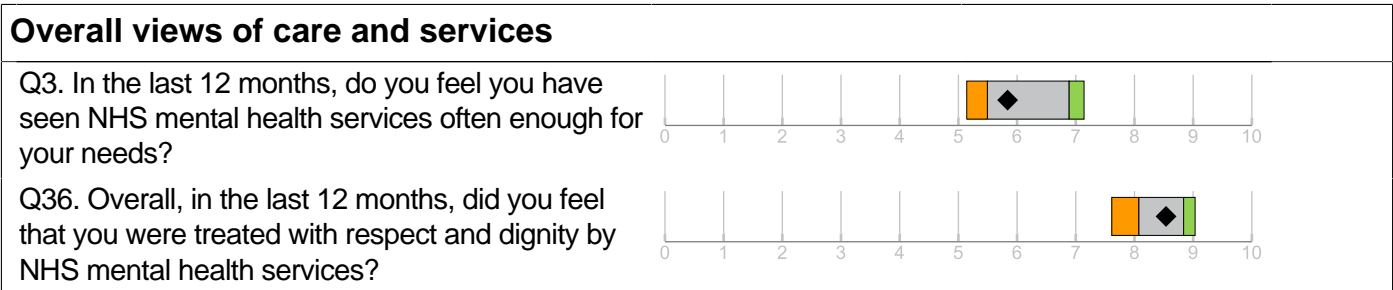 Overall views of care and services
Q3. In the last 12 months, do you feel you have
seen NHS mental health services often enough for
your needs?
0 1 2 3 4 5 6 7 8 9 10
Q36. Overall, in the last 12 months, did you feel
that you were treated with respect and dignity by
NHS mental health services?
0 1 2 3 4 5 6 7 8 9 10